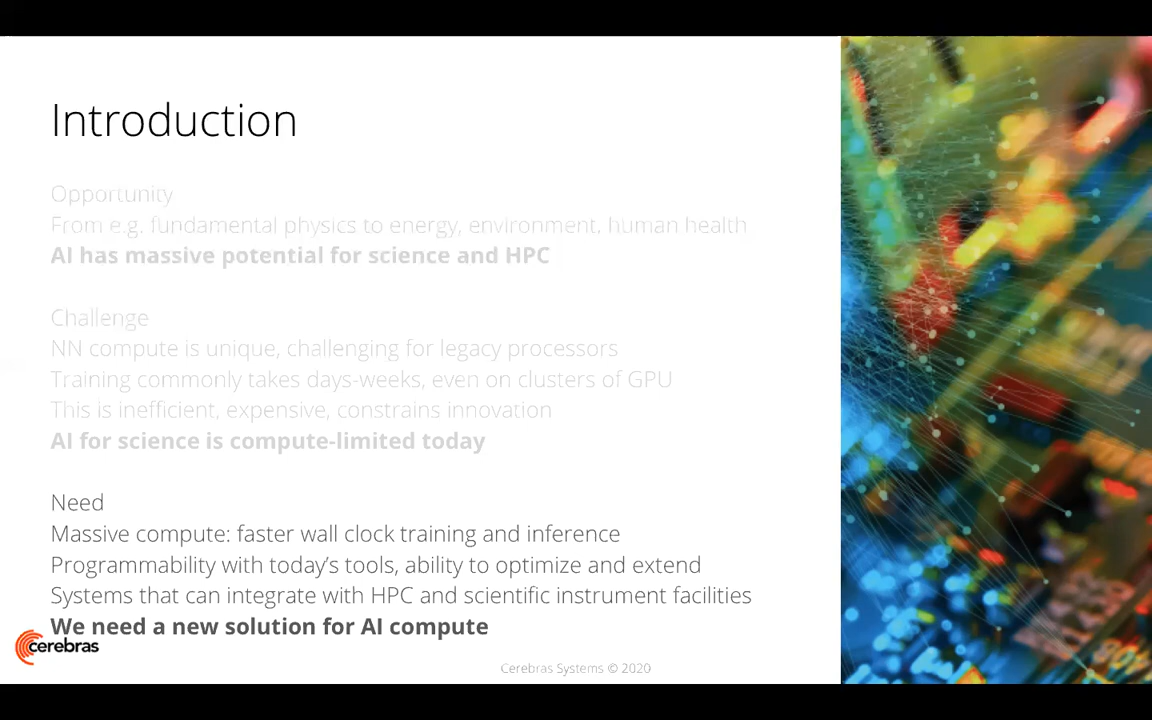 Introduction
Opportunity
From e.g. fundamental physics to energy, environment, human health
AI has massive potential for science and HPC
Challenge
NN compute is unique, challenging for legacy processors
Training commonly takes days-weeks, even on clusters of GPU
This is inefficient, expensive, constrains innovation
AI for science is compute-limited today
Need
Massive compute: faster wall clock training and inference
Programmability with today’s tools, ability to optimize and extend
Systems that can integrate with HPC and scientific instrument facilities
We need a new solution for AI compute
cerebras
Cerebras Systems © 2020